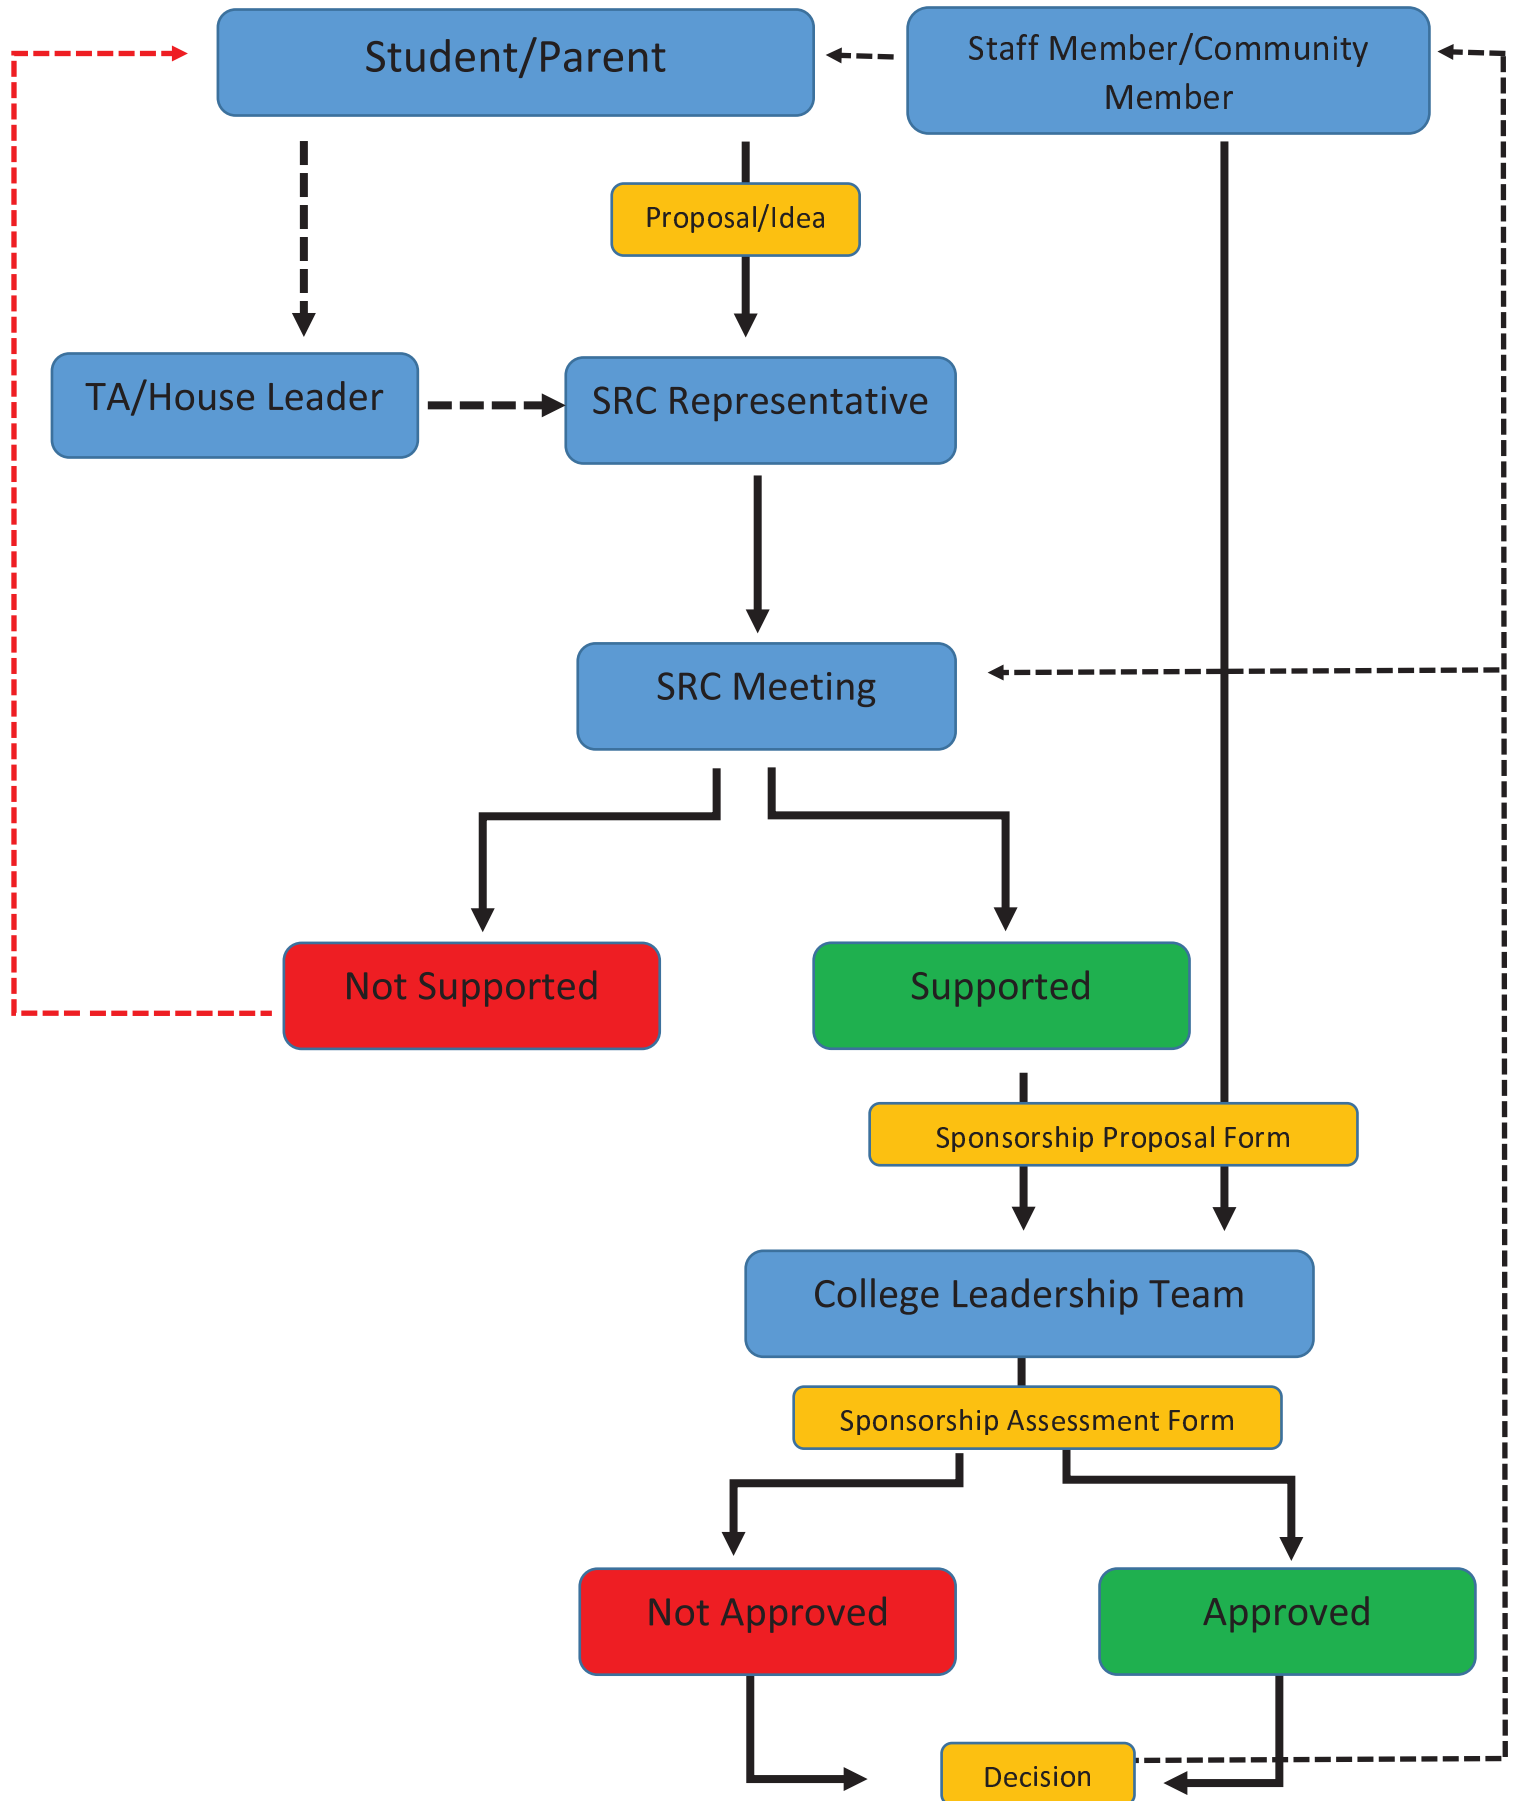 Student/Parent
Staff Member/Community
Member
Proposal/Idea
TA/House Leader
SRC Representative
SRC Meeting
Not Supported
Supported
Sponsorship Proposal Form
College Leadership Team
Sponsorship Assessment Form
Not Approved
Approved
Decision